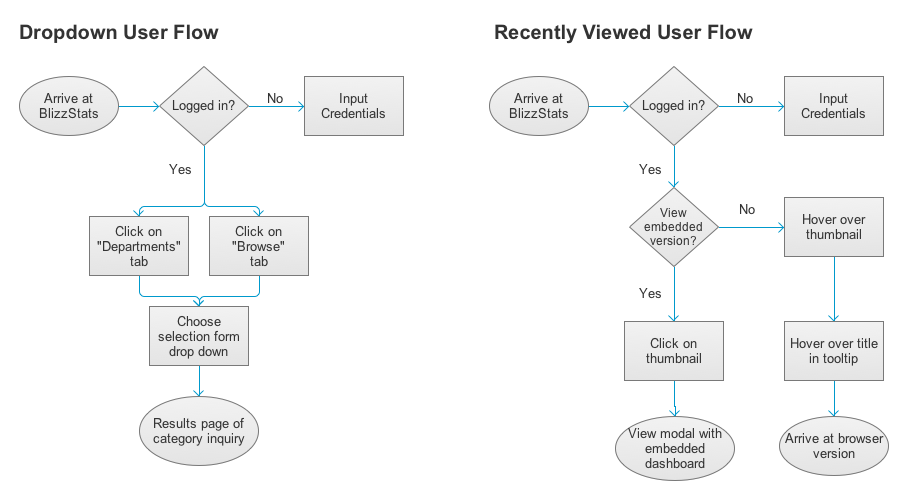 Dropdown User Flow
Arrive at
BlizzStats
Logged in?
No
Input
Credentials
Yes
Click on
"Departments"
tab
Click on
"Browse"
tab
Choose
selection form
drop down
Results page of
category inquiry
Recently Viewed User Flow
Arrive at
BlizzStats
Logged in?
No
Input
Credentials
Yes
View
embedded
version?
No
Hover over
thumbnail
Yes
Click on
thumbnail
Hover over title
in tooltip
View modal with
embedded
dashboard
Arrive at browser
version